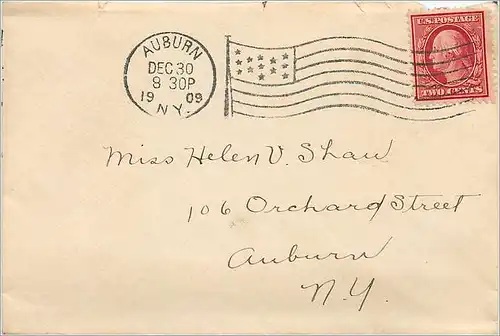 AUBURN
DEC 30
8 30P
19 09
N.Y.
U.S. POSTAGE
TWO CENTS
Miss Helen V. Shaw
106 Orchard Street
Auburn
N.Y.